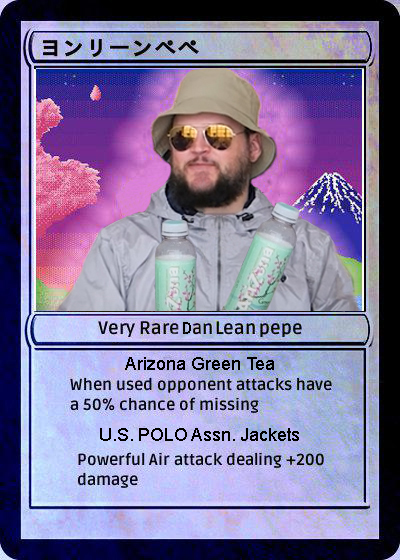 ヨンリーンペペ
Very Rare Dan Lean pepe
Arizona Green Tea
When used opponent attacks have
a 50% chance of missing
U.S. POLO Assn. Jackets
Powerful Air attack dealing +200
damage